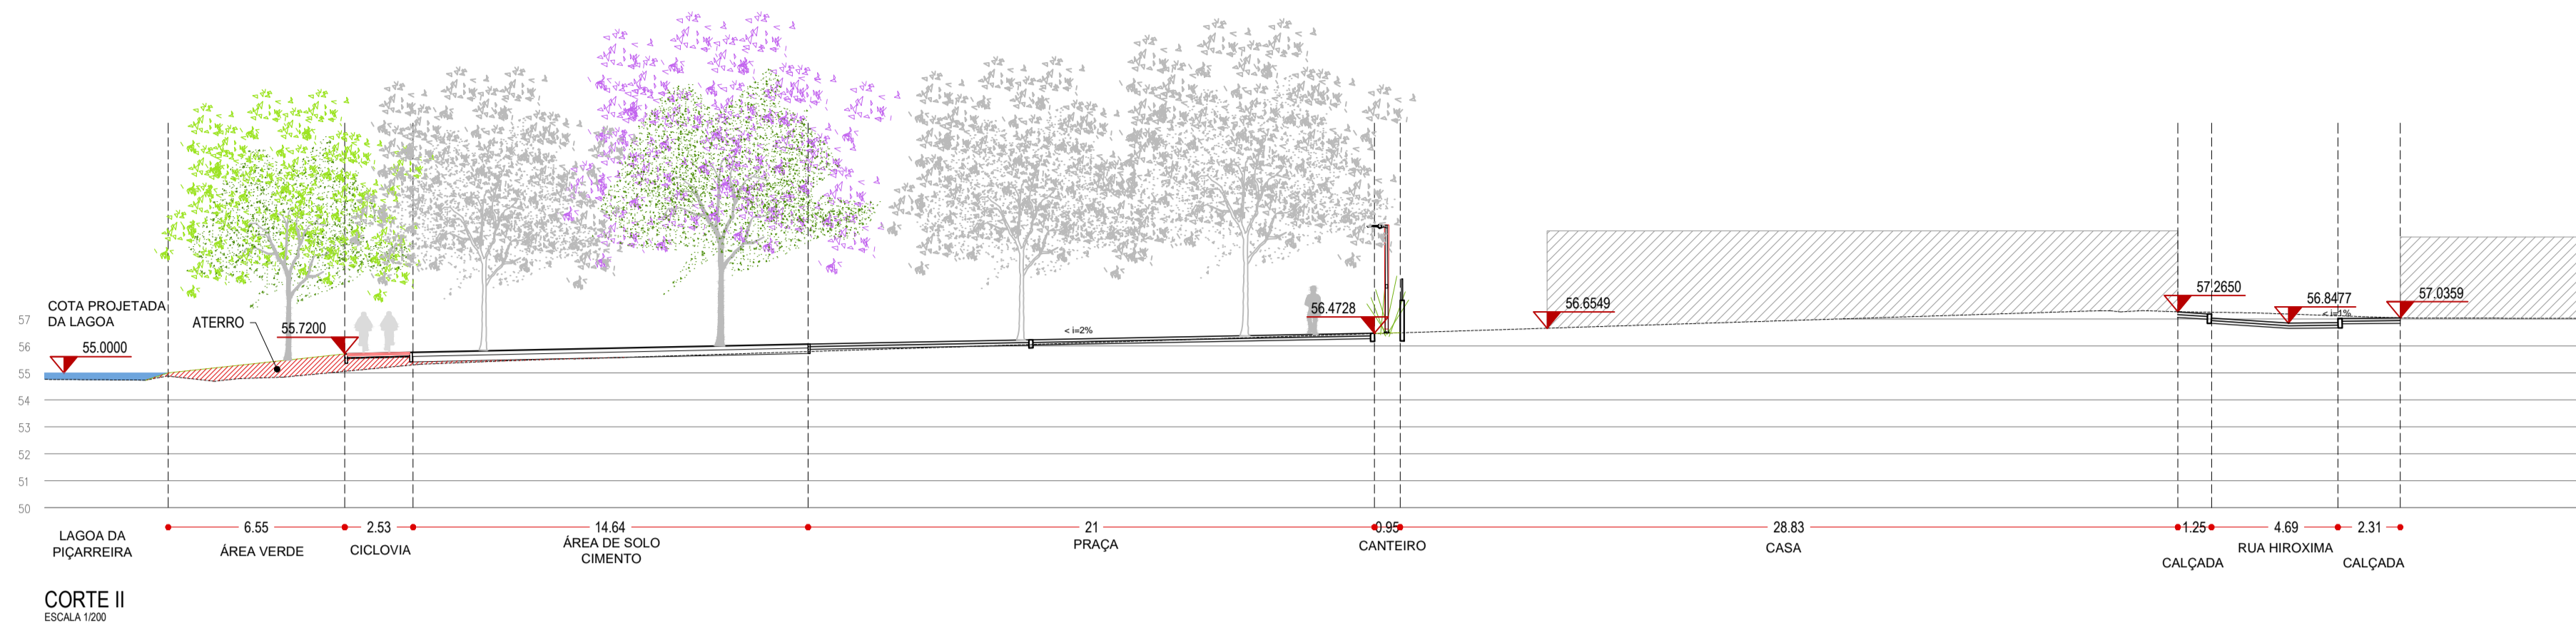 COTA PROJETADA
DA LAGOA
ATERRO
55.0000
55.7200
56.4728
56.6549
57.2650
56.8477
57.0359
< i=2%
< i=1%
57
56
55
54
53
52
51
50
6.55
2.53
14.64
21
0.95
28.83
1.25
4.69
2.31
LAGOA DA
PIÇARREIRA
ÁREA VERDE
CICLOVIA
ÁREA DE SOLO
CIMENTO
PRAÇA
CANTEIRO
CASA
CALÇADA
RUA HIROXIMA
CALÇADA
CORTE II
ESCALA 1/200